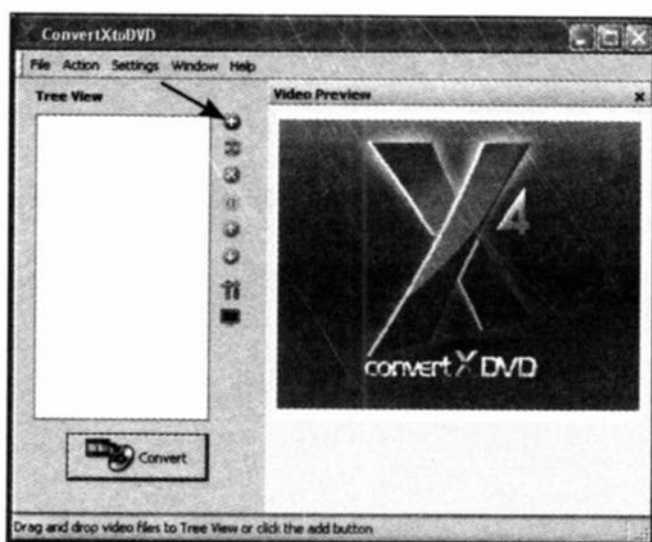 ConvertXtoDVD
File Action Settings Window Help
Tree View
Video Preview
4
convert X DVD
Convert
Drag and drop video files to Tree View or click the add button